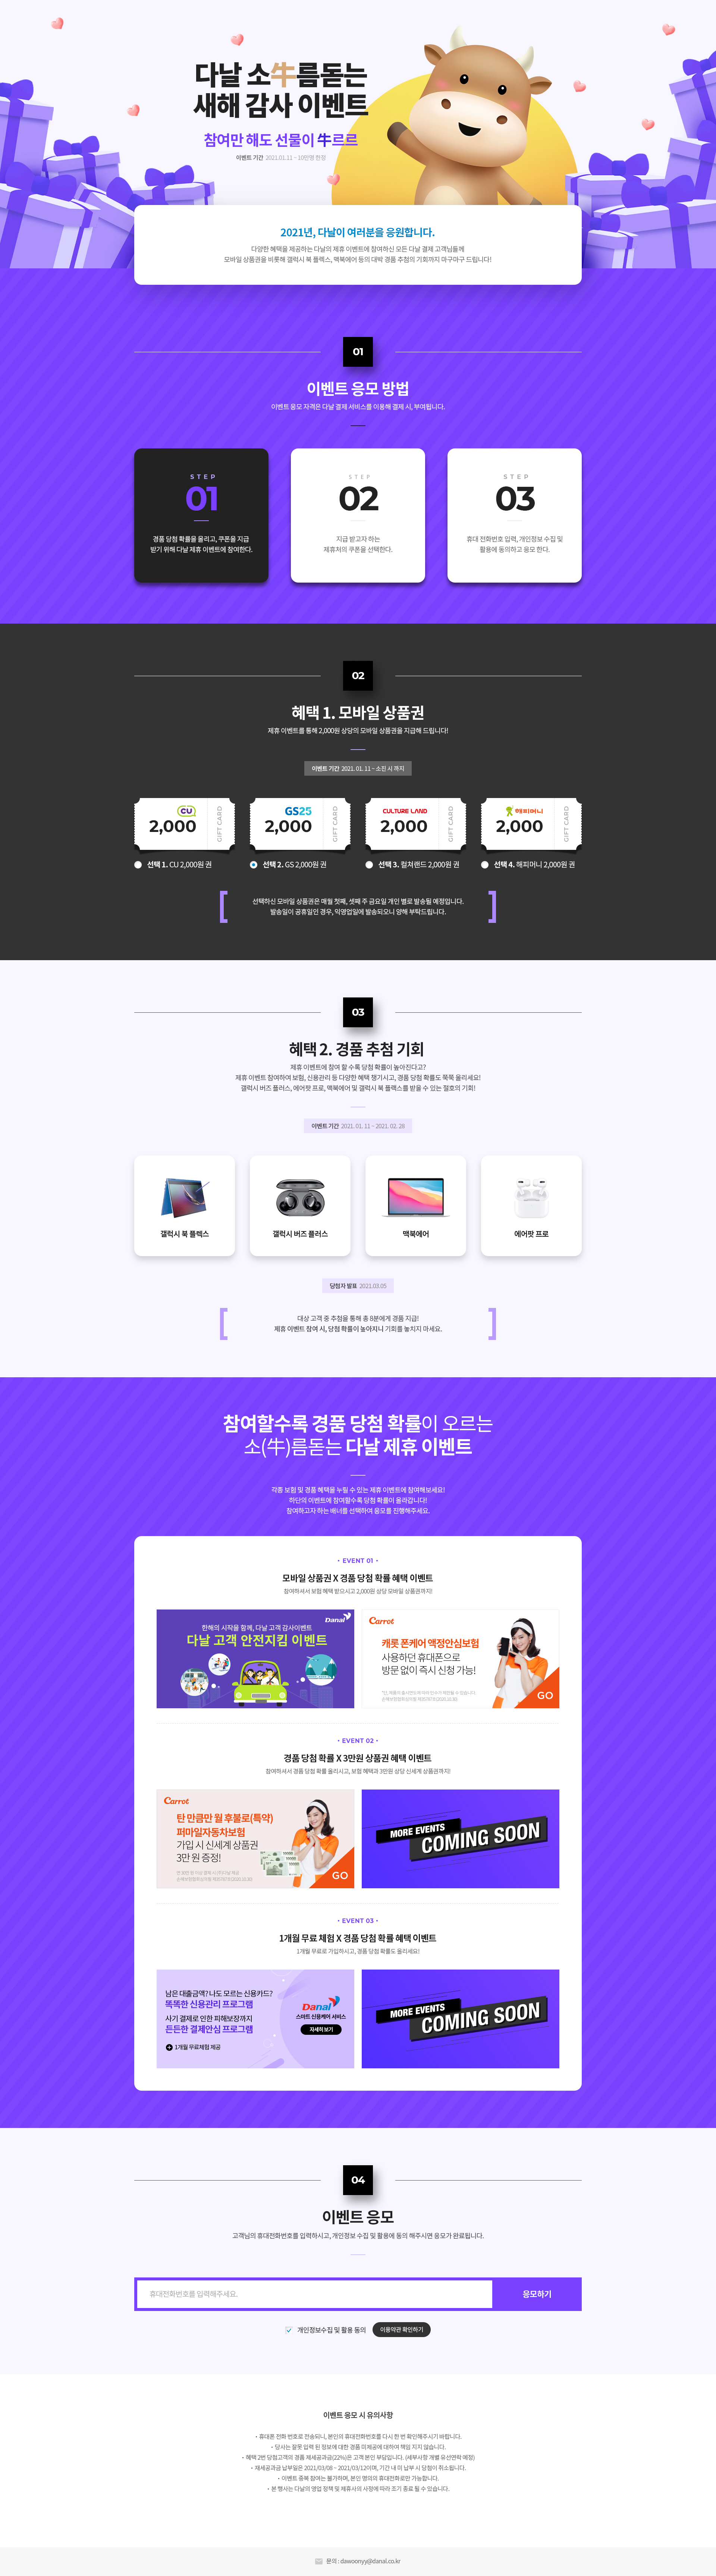 다날 소牛름돋는
새해 감사 이벤트
참여만 해도 선물이 牛르르
이벤트 기간 2021.01.11 ~ 10만명 한정
2021년, 다날이 여러분을 응원합니다.
다양한 혜택을 제공하는 다날의 제휴 이벤트에 참여하신 모든 다날 결제 고객님들께
모바일 상품권을 비롯해 갤럭시 북 플렉스, 맥북에어 등의 대박 경품 추첨의 기회까지 마구마구 드립니다!
01
이벤트 응모 방법
이벤트 응모 자격은 다날 결제 서비스를 이용해 결제 시, 부여됩니다.
STEP
01
경품 당첨 확률을 올리고, 쿠폰을 지급
받기 위해 다날 제휴 이벤트에 참여한다.
STEP
02
지급 받고자 하는
제휴처의 쿠폰을 선택한다.
STEP
03
휴대 전화번호 입력, 개인정보 수집 및
활용에 동의하고 응모 한다.
02
혜택 1. 모바일 상품권
제휴 이벤트를 통해 2,000원 상당의 모바일 상품권을 지급해 드립니다!
이벤트 기간 2021. 01. 11 ~ 소진 시 까지
CU
2,000
GIFT CARD
GS25
2,000
GIFT CARD
CULTURE LAND
2,000
GIFT CARD
해피머니
2,000
GIFT CARD
선택 1. CU 2,000원 권
선택 2. GS 2,000원 권
선택 3. 컬쳐랜드 2,000원 권
선택 4. 해피머니 2,000원 권
선택하신 모바일 상품권은 매월 첫째, 셋째 주 금요일 개인 별로 발송될 예정입니다.
발송일이 공휴일인 경우, 익영업일에 발송되오니 양해 부탁드립니다.
03
혜택 2. 경품 추첨 기회
제휴 이벤트에 참여 할 수록 당첨 확률이 높아진다고?
제휴 이벤트 참여하여 보험, 신용관리 등 다양한 혜택 챙기시고, 경품 당첨 확률도 쭉쭉 올리세요!
갤럭시 버즈 플러스, 에어팟 프로, 맥북에어 및 갤럭시 북 플랙스를 받을 수 있는 절호의 기회!
이벤트 기간 2021. 01. 11 ~ 2021. 02. 28
갤럭시 북 플렉스
갤럭시 버즈 플러스
맥북에어
에어팟 프로
당첨자 발표 2021.03.05
대상 고객 중 추첨을 통해 총 8분에게 경품 지급!
제휴 이벤트 참여 시, 당첨 확률이 높아지니 기회를 놓치지 마세요.
참여할수록 경품 당첨 확률이 오르는
소(牛)름돋는 다날 제휴 이벤트
각종 보험 및 경품 혜택을 누릴 수 있는 제휴 이벤트에 참여해보세요!
하단의 이벤트에 참여할수록 당첨 확률이 올라갑니다!
참여하고자 하는 배너를 선택하여 응모를 진행해주세요.
• EVENT 01 •
모바일 상품권 X 경품 당첨 확률 혜택 이벤트
참여하셔서 보험 혜택 받으시고 2,000원 상당 모바일 상품권까지!
Danal
한해의 시작을 함께, 다날 고객 감사이벤트
다날 고객 안전지킴 이벤트
Carrot
캐롯 폰케어 액정안심보험
사용하던 휴대폰으로
방문 없이 즉시 신청 가능!
GO
• EVENT 02 •
경품 당첨 확률 X 3만원 상품권 혜택 이벤트
참여하셔서 경품 당첨 확률 올리시고, 보험 혜택과 3만원 상당 신세계 상품권까지!
Carrot
탄 만큼만 월 후불로(특약)
퍼마일자동차보험
가입 시 신세계 상품권
3만 원 증정!
GO
MORE EVENTS
COMING SOON
• EVENT 03 •
1개월 무료 체험 X 경품 당첨 확률 혜택 이벤트
1개월 무료로 가입하시고, 경품 당첨 확률도 올리세요!
남은 대출금액? 나도 모르는 신용카드?
똑똑한 신용관리 프로그램
사기 결제로 인한 피해보장까지
든든한 결제안심 프로그램
1개월 무료체험 제공
Danal
스마트 신용케어 서비스
자세히 보기
MORE EVENTS
COMING SOON
04
이벤트 응모
고객님의 휴대전화번호를 입력하시고, 개인정보 수집 및 활용에 동의 해주시면 응모가 완료됩니다.
휴대전화번호를 입력해주세요.
응모하기
개인정보수집 및 활용 동의
이용약관 확인하기
이벤트 응모 시 유의사항
• 휴대폰 전화 번호로 전송되니, 본인의 휴대전화번호를 다시 한 번 확인해주시기 바랍니다.
• 당사는 잘못 입력 된 정보에 대한 경품 미제공에 대하여 책임 지지 않습니다.
• 혜택 2번 당첨고객의 경품 제세공과금(22%)은 고객 본인 부담입니다. (세부사항 개별 유선연락 예정)
• 제세공과금 납부일은 2021/03/08 ~ 2021/03/12이며, 기간 내 미 납부 시 당첨이 취소됩니다.
• 이벤트 중복 참여는 불가하며, 본인 명의의 휴대전화로만 가능합니다.
• 본 행사는 다날의 영업 정책 및 제휴사의 사정에 따라 조기 종료 될 수 있습니다.
문의 : dawoonyy@danal.co.kr